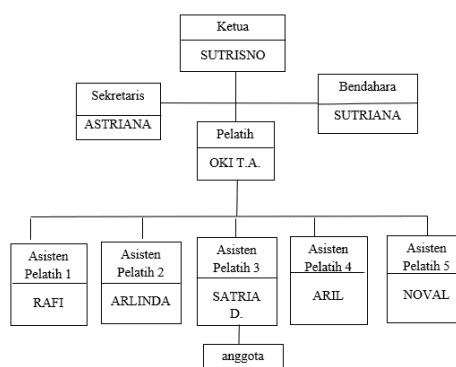 Ketua
SUTRISNO
Sekretaris
ASTRIANA
Bendahara
SUTRIANA
Pelatih
OKI T.A.
Asisten
Pelatih 1
RAFI
Asisten
Pelatih 2
ARLINDA
Asisten
Pelatih 3
SATRIA
D.
Asisten
Pelatih 4
ARIL
Asisten
Pelatih 5
NOVAL
anggota